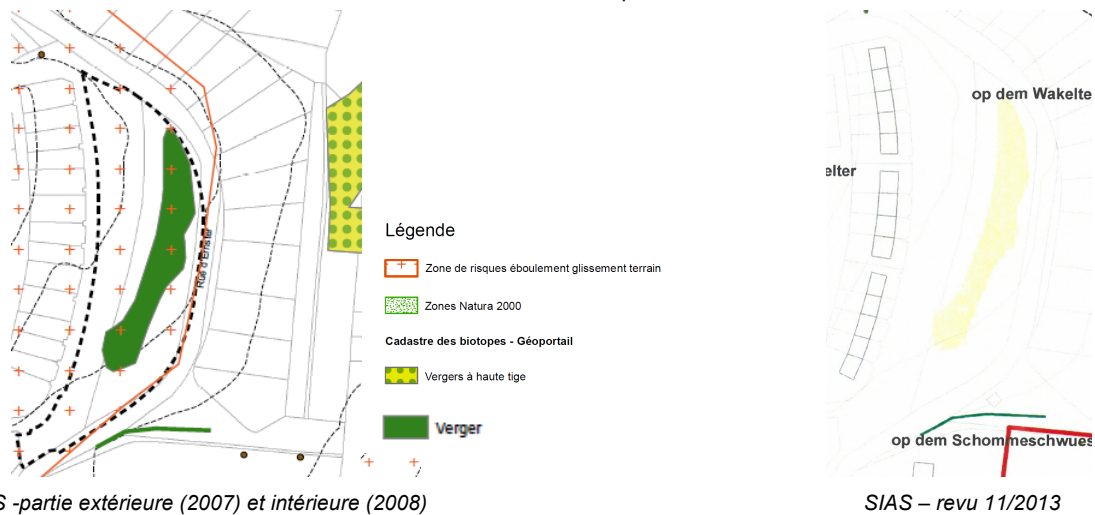 op dem Wakelte
elter
Rue d'Ernster
Légende
Zone de risques éboulement glissement terrain
Zones Natura 2000
Cadastre des biotopes - Géoportail
Vergers à haute tige
Verger
op dem Schommeschwues
S -partie extérieure (2007) et intérieure (2008)
SIAS – revu 11/2013